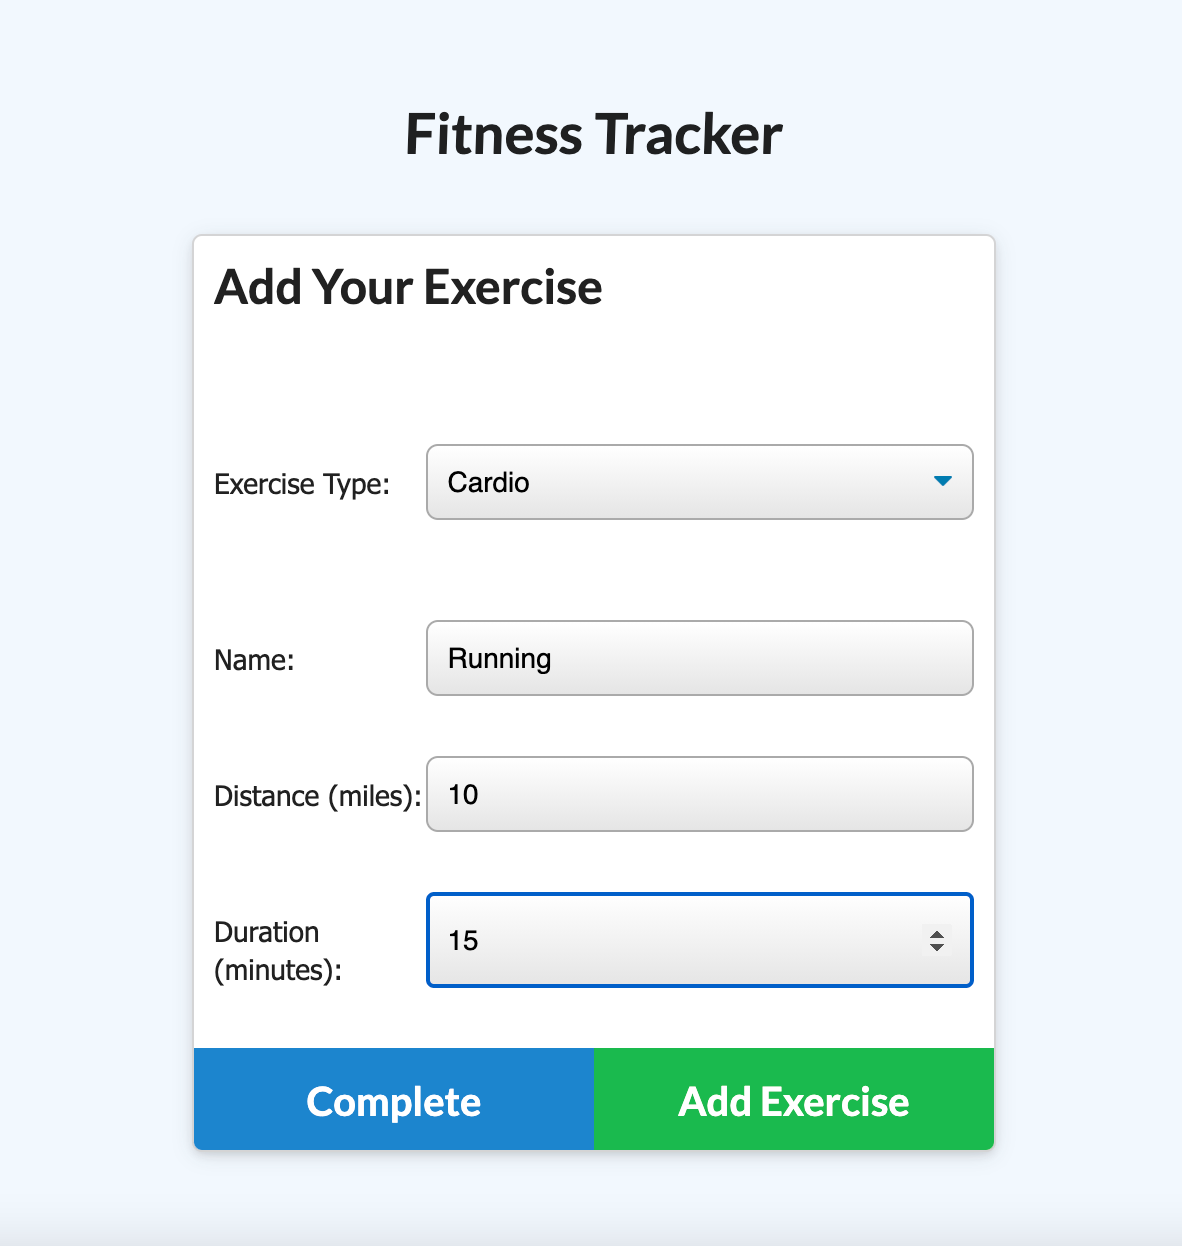 Fitness Tracker
Add Your Exercise
Exercise Type: Cardio
Name: Running
Distance (miles): 10
Duration
(minutes): 15
Complete Add Exercise